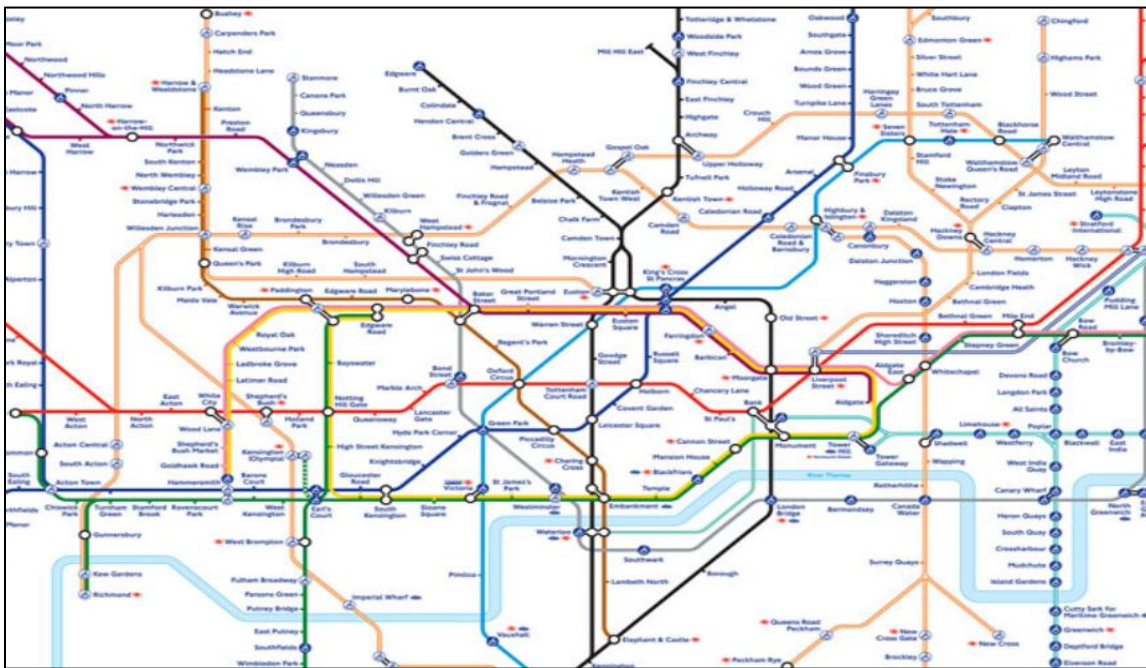 Bushey
Carpenders Park
Hatch End
Headstone Lane
Harrow &
Wealdstone
Kenton
Moor Park
Northwood
Northwood Hills
Pinner
North Harrow
Harrow-
on-the-Hill
West
Harrow
Northwick
Park
Preston
Road
South Kenton
North Wembley
Wembley Central
Stonebridge Park
Harlesden
Willesden Junction
Kensal Green
Queen's Park
Kilburn Park
Maida Vale
Warwick
Avenue
Stanmore
Canons Park
Queensbury
Kingsbury
Wembley Park
Neasden
Dollis Hill
Willesden Green
Kilburn
West
Hampstead
Finchley Road
Swiss Cottage
St John's Wood
Baker
Street
Edgware
Burnt Oak
Colindale
Hendon Central
Brent Cross
Golders Green
Hampstead
Belsize Park
Chalk Farm
Camden Town
Mornington
Crescent
Euston
Mill Hill East
Totteridge & Whetstone
Woodside Park
West Finchley
Finchley Central
East Finchley
Highgate
Archway
Tufnell Park
Kentish Town
Kentish
Town West
Camden
Road
Gospel Oak
Hampstead
Heath
Finchley Road
& Frognal
Upper Holloway
Crouch
Hill
Harringay
Green Lanes
Oakwood
Southgate
Arnos Grove
Bounds Green
Wood Green
Turnpike Lane
Manor House
Finsbury
Park
Arsenal
Holloway Road
Caledonian Road
Caledonian
Road
& Barnsbury
Highbury &
Islington
Canonbury
Dalston
Kingsland
Dalston Junction
Haggerston
Hoxton
Shoreditch
High Street
Southbury
Edmonton Green
Silver Street
White Hart Lane
Bruce Grove
South Tottenham
Seven
Sisters
Tottenham
Hale
Blackhorse
Road
Walthamstow
Central
Walthamstow
Queen's Road
Chingford
Highams Park
Wood Street
Leyton
Midland Road
Leytonstone
High Road
Stratford
International
St James Street
Clapton
Stamford
Hill
Stoke
Newington
Rectory
Road
Hackney
Downs
Hackney
Central
Homerton
Hackney
Wick
London Fields
Cambridge Heath
Bethnal Green
Pudding
Mill Lane
Kensal
Rise
Brondesbury
Park
Brondesbury
Kilburn
High Road
South
Hampstead
King's Cross
St Pancras
Angel
Old Street
Paddington
Edgware Road
Marylebone
Great Portland
Street
Euston
Square
Warren Street
Regent's Park
Goodge
Street
Russell
Square
Farringdon
Barbican
Moorgate
Liverpool
Street
Aldgate
Aldgate
East
Whitechapel
Bethnal Green
Mile End
Stepney Green
Bow
Road
Bow
Church
Bromley-
by-Bow
Devons Road
Langdon Park
All Saints
Poplar
Blackwall
East
India
Limehouse
Westferry
West India
Quay
Canary Wharf
Heron Quays
South Quay
Crossharbour
Mudchute
Island Gardens
Cutty Sark for
Maritime Greenwich
Greenwich
Deptford Bridge
Elverson Road
North
Greenwich
Royal Oak
Westbourne Park
Ladbroke Grove
Latimer Road
Edgware
Road
Bayswater
Notting
Hill Gate
High Street Kensington
Queensway
Lancaster
Gate
Marble Arch
Bond
Street
Oxford
Circus
Tottenham
Court Road
Holborn
Chancery Lane
St Paul's
Bank
Covent Garden
Leicester Square
Piccadilly
Circus
Green Park
Hyde Park Corner
Knightsbridge
Charing
Cross
Cannon Street
Mansion House
Monument
Blackfriars
Temple
Embankment
Tower
Hill
Tower
Gateway
Shadwell
Wapping
Rotherhithe
Canada
Water
Surrey Quays
Bermondsey
London
Bridge
River Thames
East
Acton
West
Acton
North
Acton
White
City
Shepherd's
Bush
Holland
Park
Wood Lane
Shepherd's
Bush Market
Goldhawk Road
Hammersmith
Barons
Court
Kensington
(Olympia)
Acton Central
South Acton
Acton Town
South
Ealing
Chiswick Park
Turnham
Green
Stamford
Brook
Ravenscourt
Park
West
Kensington
Earl's
Court
Gloucester
Road
South
Kensington
Sloane
Square
Victoria
St James's
Park
Westminster
Waterloo
Southwark
Gunnersbury
Kew Gardens
Richmond
West Brompton
Fulham Broadway
Parsons Green
Putney Bridge
East Putney
Southfields
Wimbledon Park
Imperial Wharf
Pimlico
Vauxhall
Lambeth North
Borough
Elephant & Castle
Kennington
Queens Road
Peckham
Peckham Rye
New
Cross Gate
New Cross
Brockley